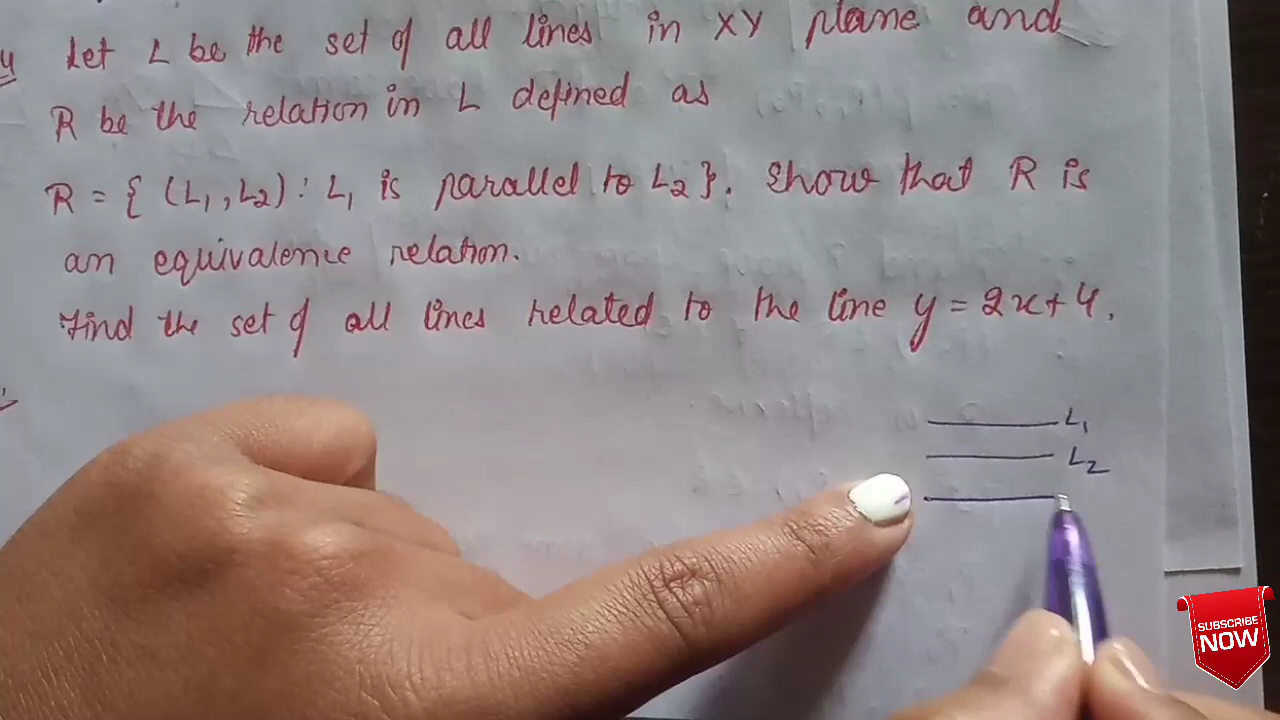 4 Let L be the set of all lines in XY plane and
R be the relation in L defined as
R = { (L₁, L₂) : L₁ is parallel to L₂ }. Show that R is
an equivalence relation.
Find the set of all lines related to the line y = 2x + 4.
L₁
L₂
SUBSCRIBE
NOW